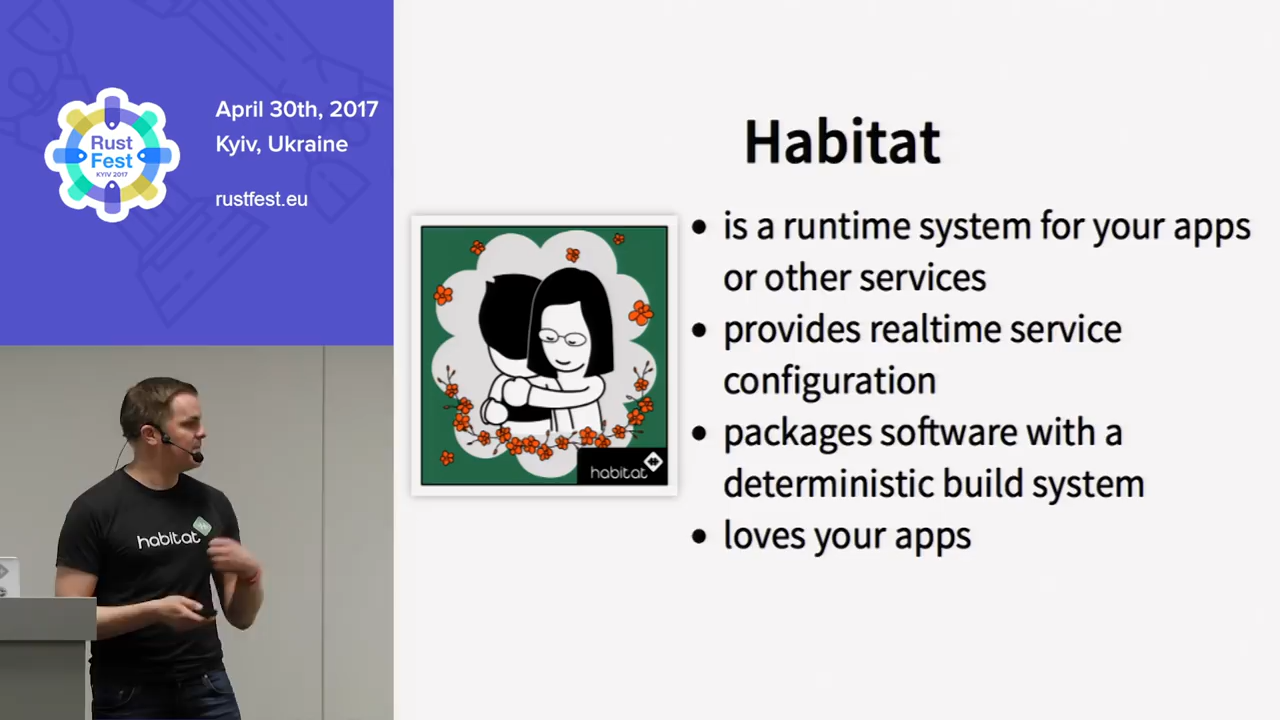 April 30th, 2017
Kyiv, Ukraine
rustfest.eu
Rust
Fest
KYIV 2017
Habitat
is a runtime system for your apps
or other services
provides realtime service
configuration
packages software with a
deterministic build system
loves your apps
habitat
habitat